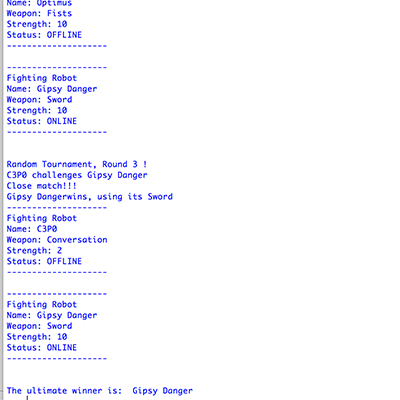 Name: Optimus
Weapon: Fists
Strength: 10
Status: OFFLINE
--------------------
--------------------
Fighting Robot
Name: Gipsy Danger
Weapon: Sword
Strength: 10
Status: ONLINE
--------------------
Random Tournament, Round 3 !
C3P0 challenges Gipsy Danger
Close match!!!
Gipsy Dangerwins, using its Sword
--------------------
Fighting Robot
Name: C3P0
Weapon: Conversation
Strength: 2
Status: OFFLINE
--------------------
--------------------
Fighting Robot
Name: Gipsy Danger
Weapon: Sword
Strength: 10
Status: ONLINE
--------------------
The ultimate winner is:  Gipsy Danger